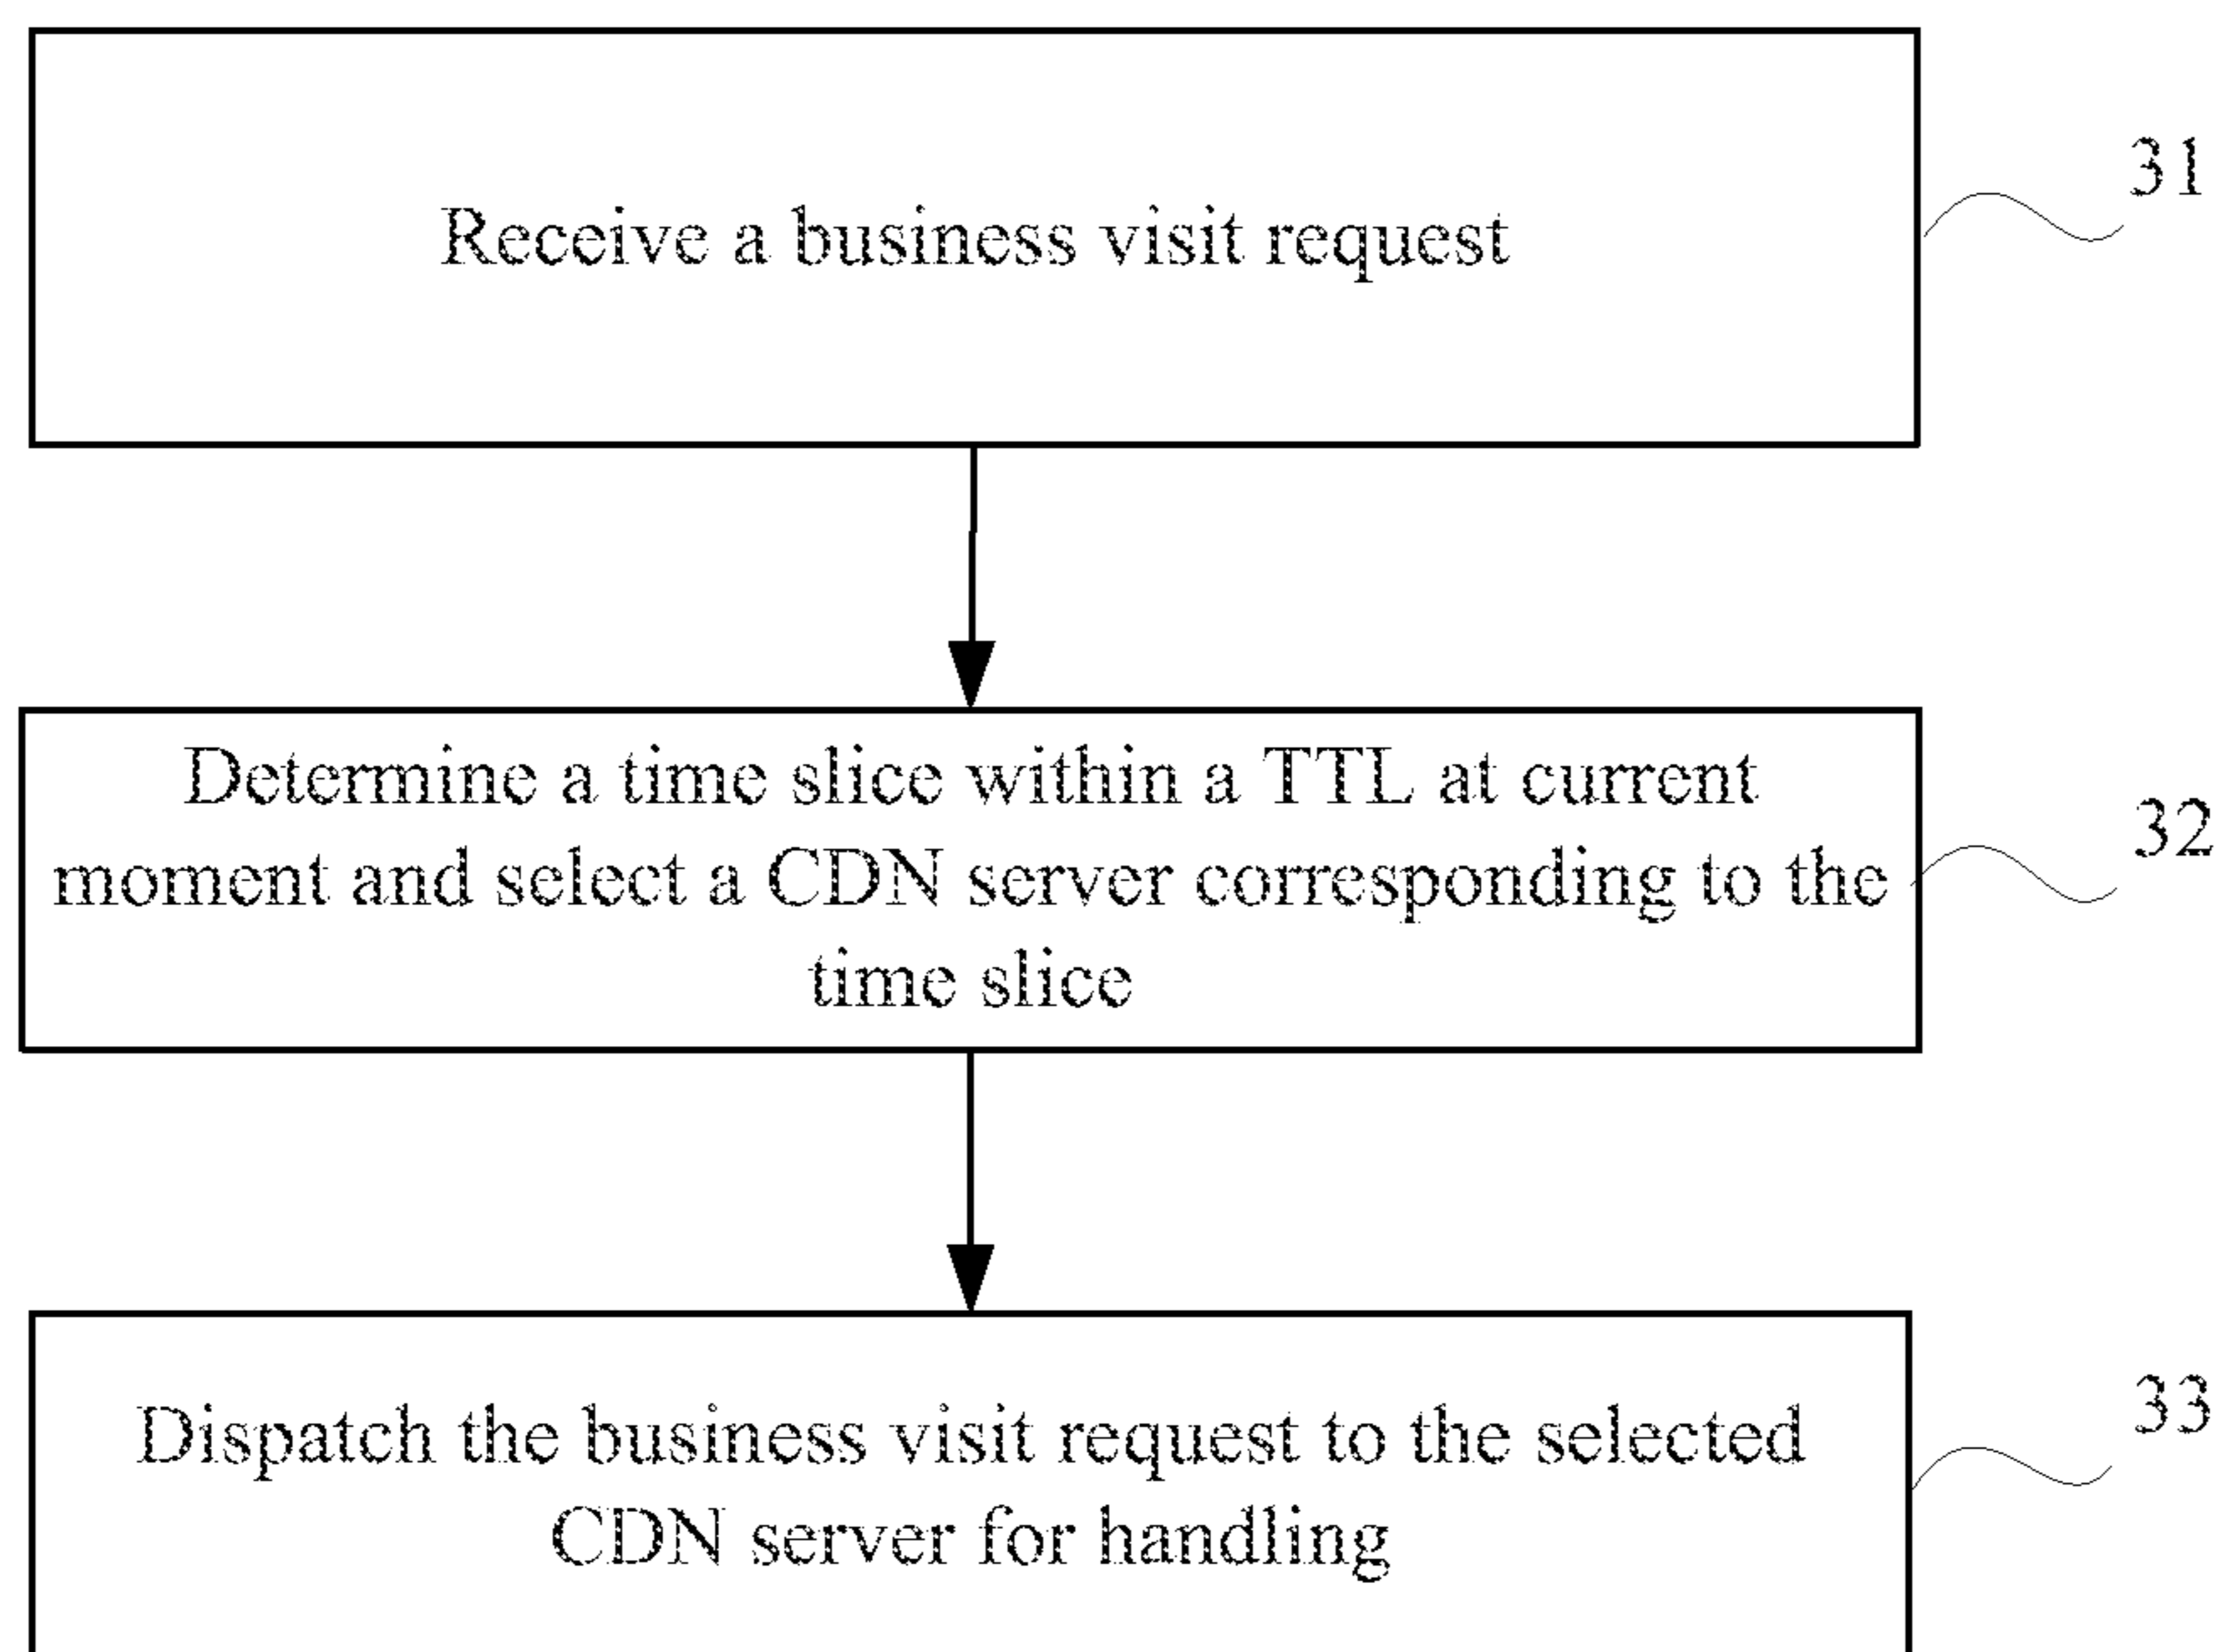 Receive a business visit request
31
Determine a time slice within a TTL at current
moment and select a CDN server corresponding to the
time slice
32
Dispatch the business visit request to the selected
CDN server for handling
33